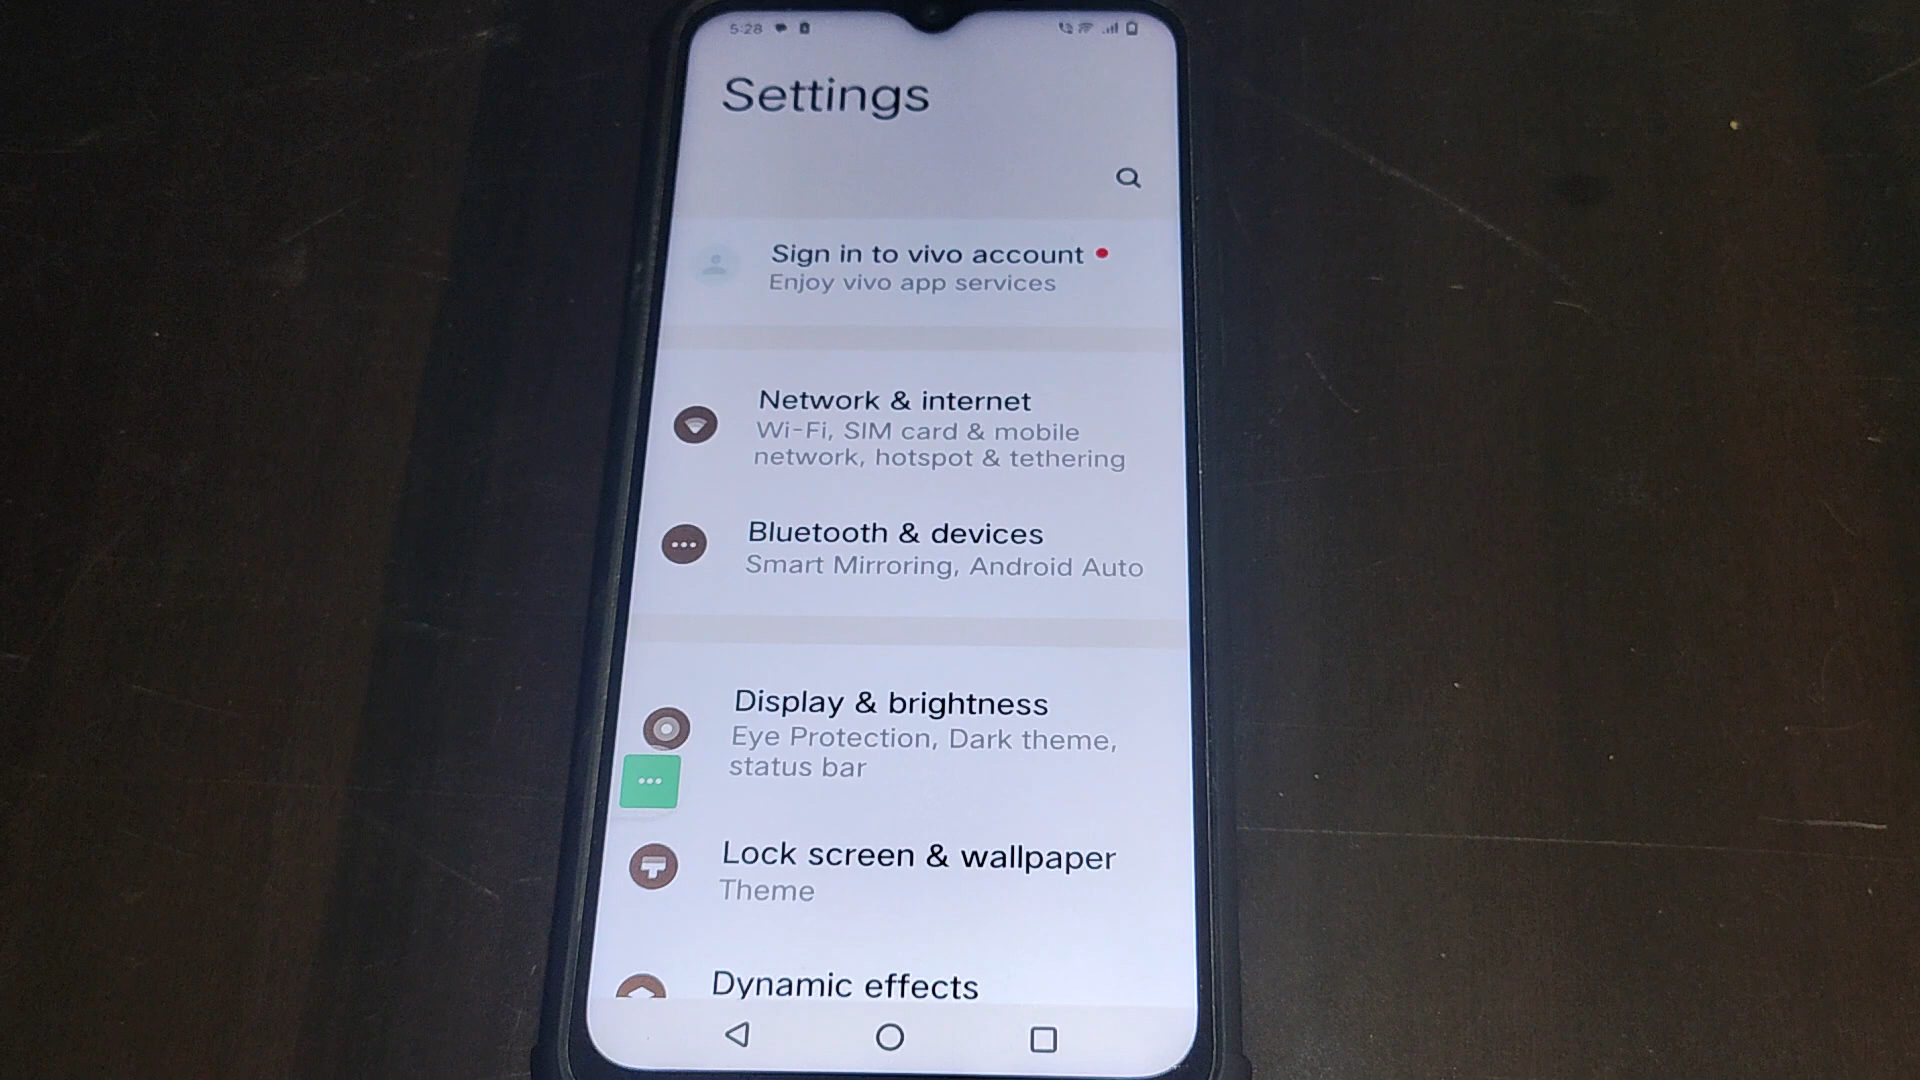 5:28
Settings
Sign in to vivo account
Enjoy vivo app services
Network & internet
Wi-Fi, SIM card & mobile
network, hotspot & tethering
Bluetooth & devices
Smart Mirroring, Android Auto
Display & brightness
Eye Protection, Dark theme,
status bar
Lock screen & wallpaper
Theme
Dynamic effects